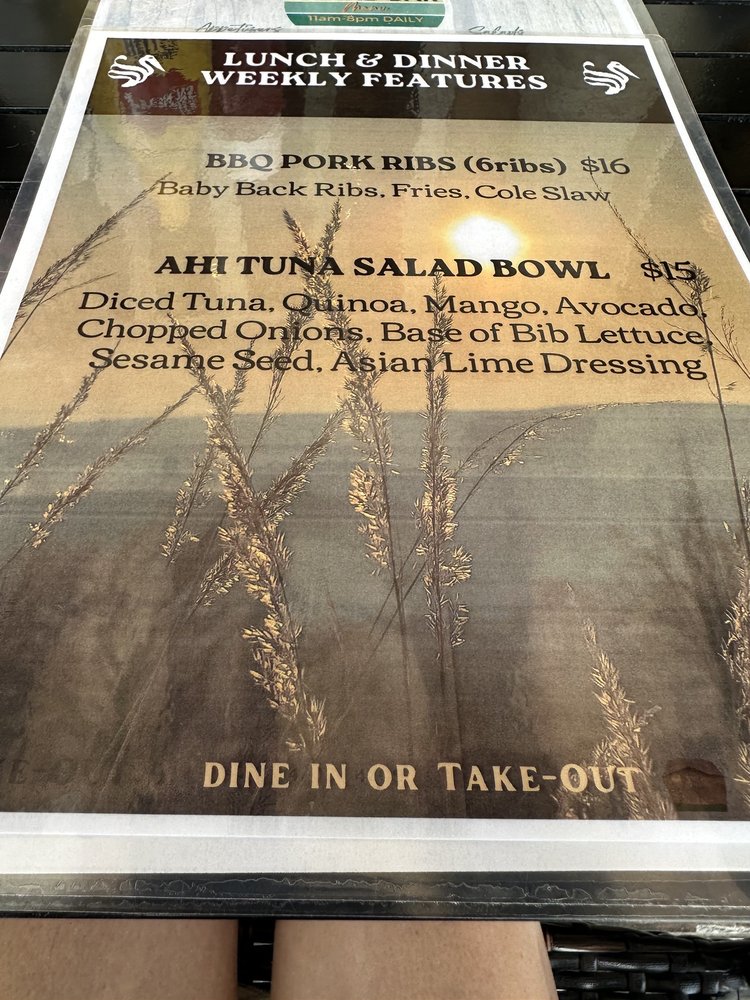 11am-8pm DAILY
Appetizers Salads
LUNCH & DINNER
WEEKLY FEATURES
BBQ PORK RIBS (6ribs) $16
Baby Back Ribs, Fries, Cole Slaw
AHI TUNA SALAD BOWL $15
Diced Tuna, Quinoa, Mango, Avocado,
Chopped Onions, Base of Bib Lettuce,
Sesame Seed, Asian Lime Dressing
DINE IN OR TAKE-OUT